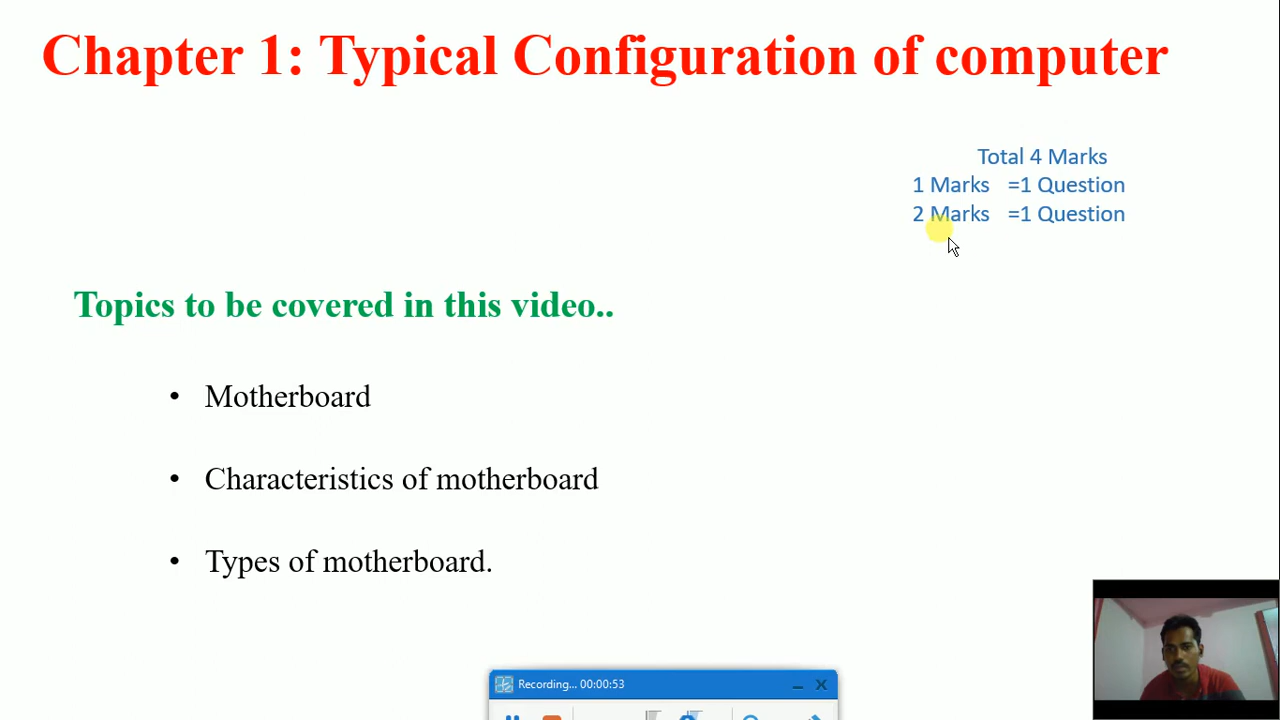 Chapter 1: Typical Configuration of computer
Total 4 Marks
1 Marks =1 Question
2 Marks =1 Question
Topics to be covered in this video..
• Motherboard
• Characteristics of motherboard
• Types of motherboard.
Recording... 00:00:53